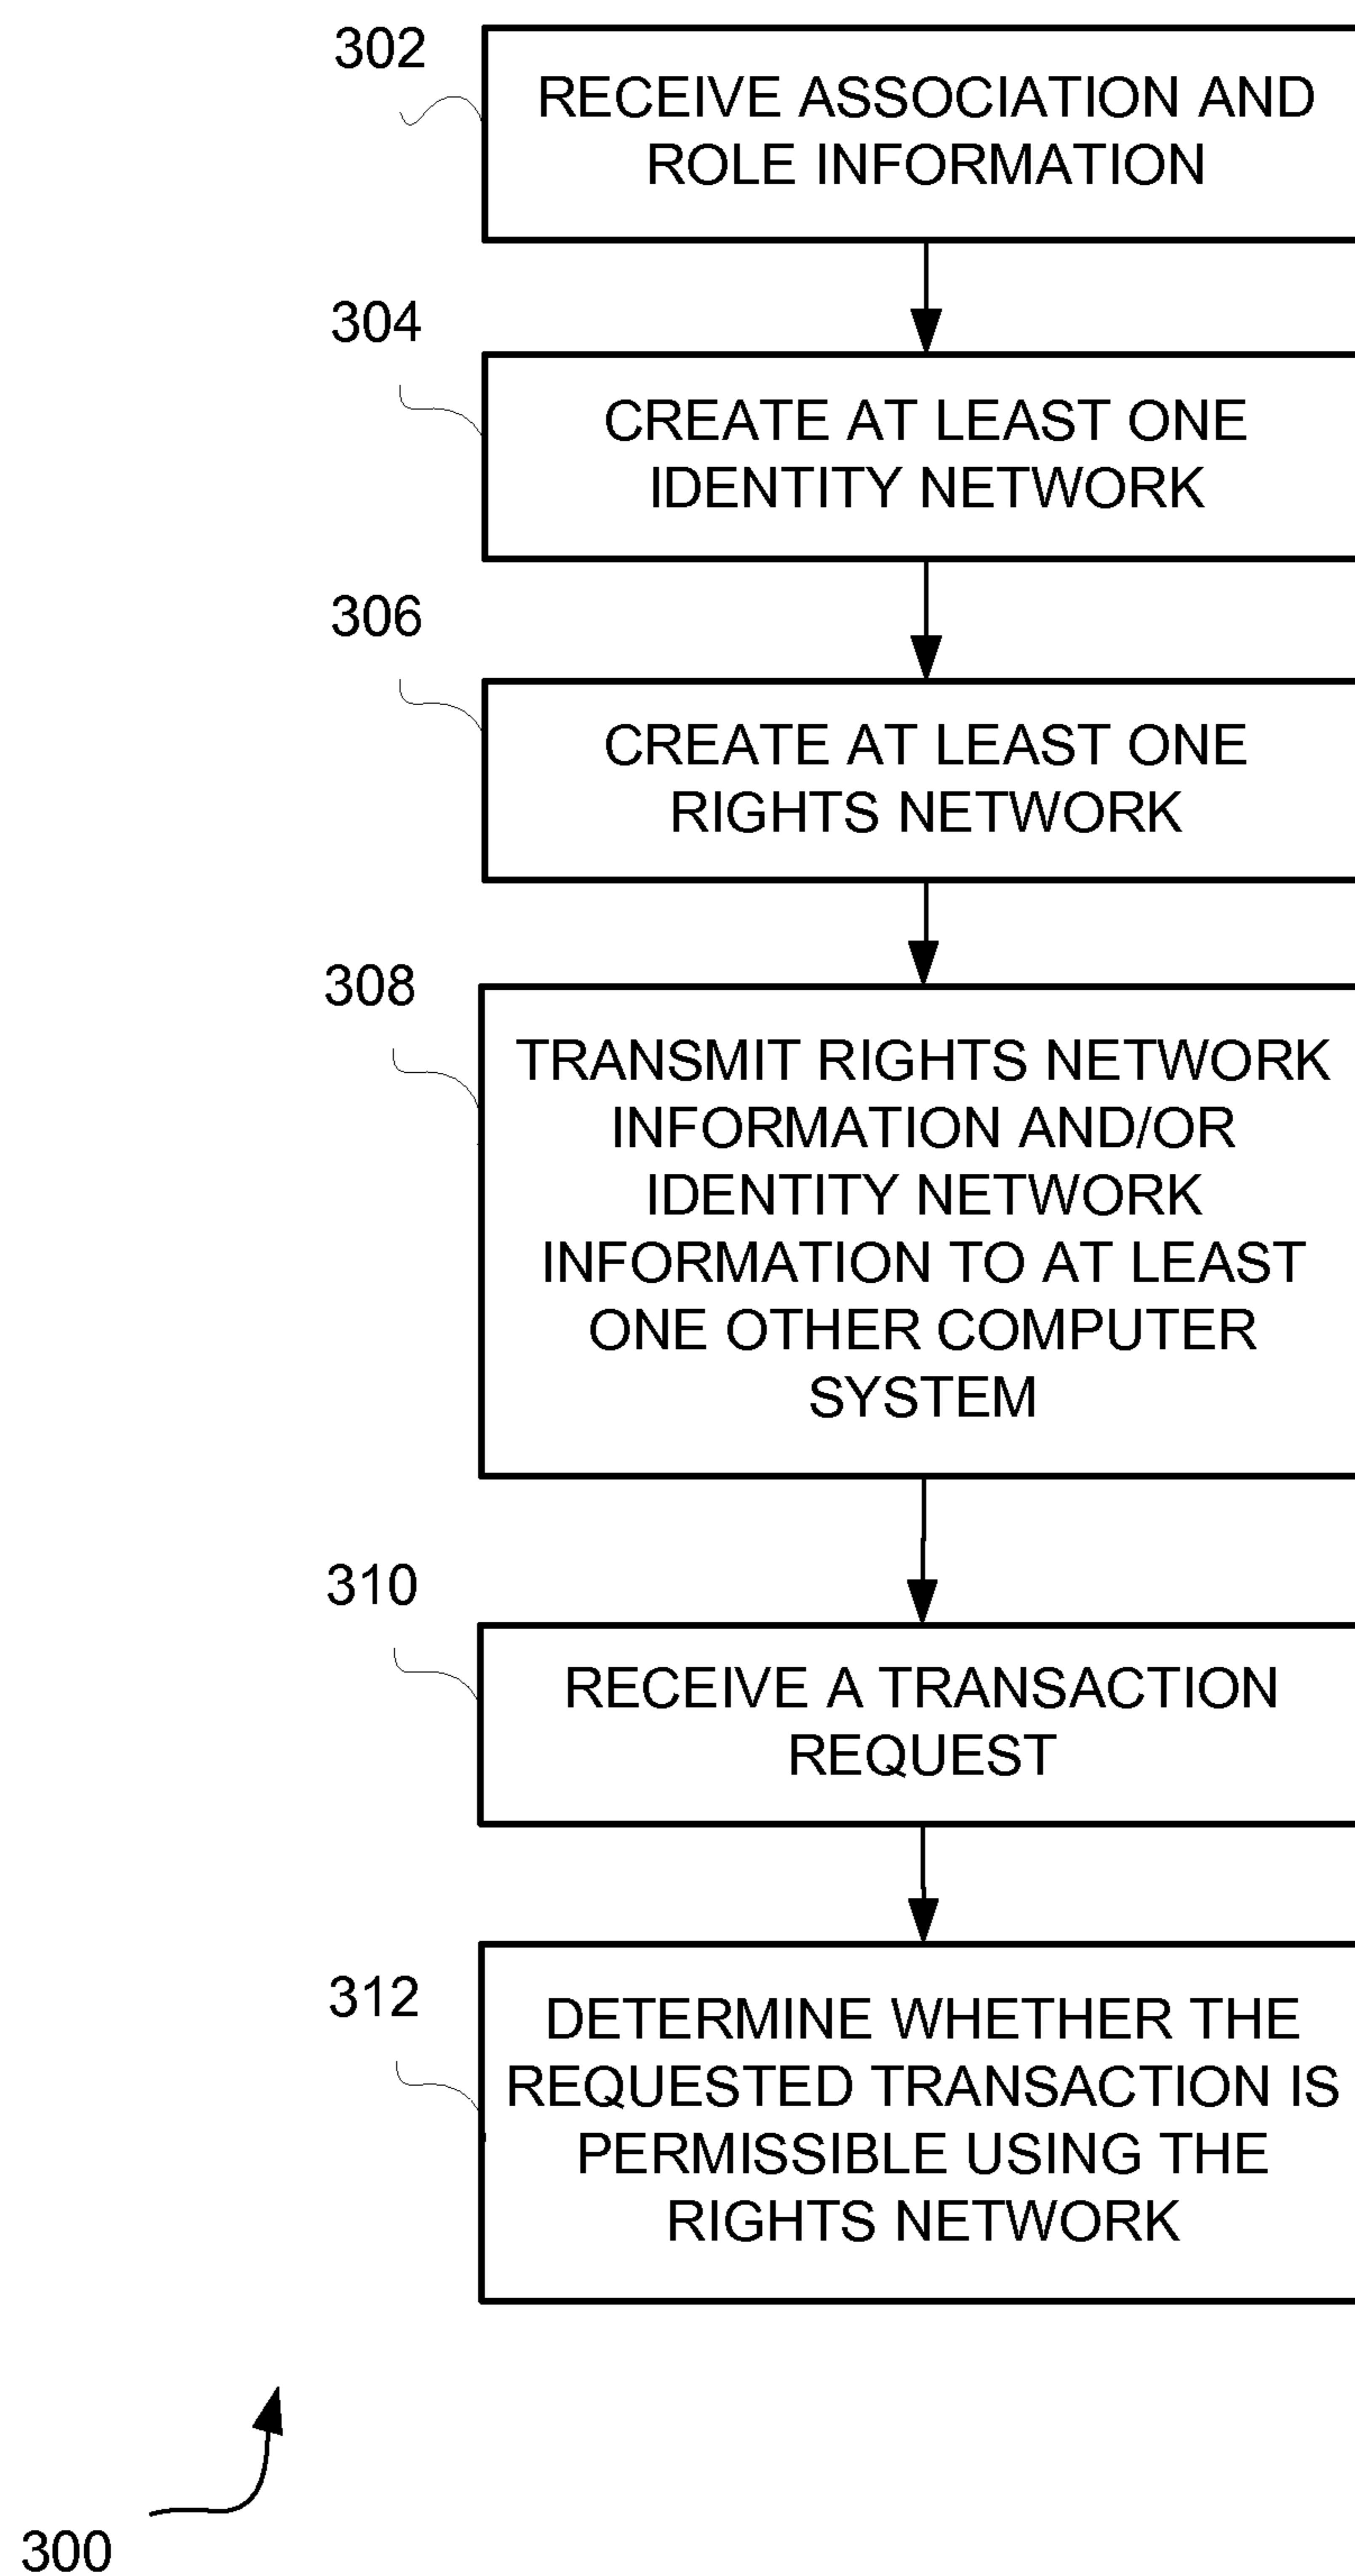 302
RECEIVE ASSOCIATION AND
ROLE INFORMATION
304
CREATE AT LEAST ONE
IDENTITY NETWORK
306
CREATE AT LEAST ONE
RIGHTS NETWORK
308
TRANSMIT RIGHTS NETWORK
INFORMATION AND/OR
IDENTITY NETWORK
INFORMATION TO AT LEAST
ONE OTHER COMPUTER
SYSTEM
310
RECEIVE A TRANSACTION
REQUEST
312
DETERMINE WHETHER THE
REQUESTED TRANSACTION IS
PERMISSIBLE USING THE
RIGHTS NETWORK
300